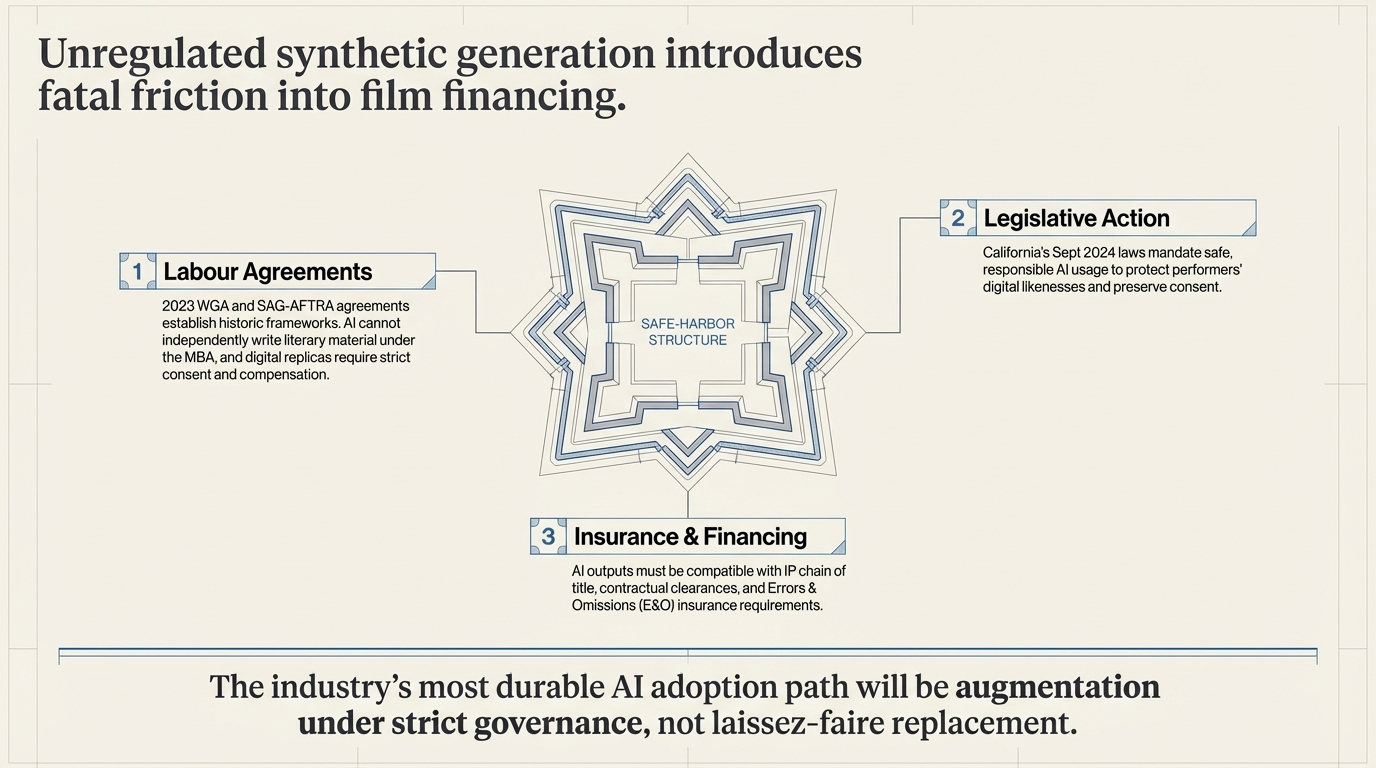 Unregulated synthetic generation introduces
fatal friction into film financing.
1 Labour Agreements
2023 WGA and SAG-AFTRA agreements
establish historic frameworks. AI cannot
independently write literary material under
the MBA, and digital replicas require strict
consent and compensation.
2 Legislative Action
California's Sept 2024 laws mandate safe,
responsible AI usage to protect performers'
digital likenesses and preserve consent.
SAFE-HARBOR
STRUCTURE
3 Insurance & Financing
AI outputs must be compatible with IP chain of
title, contractual clearances, and Errors &
Omissions (E&O) insurance requirements.
The industry’s most durable AI adoption path will be augmentation
under strict governance, not laissez-faire replacement.